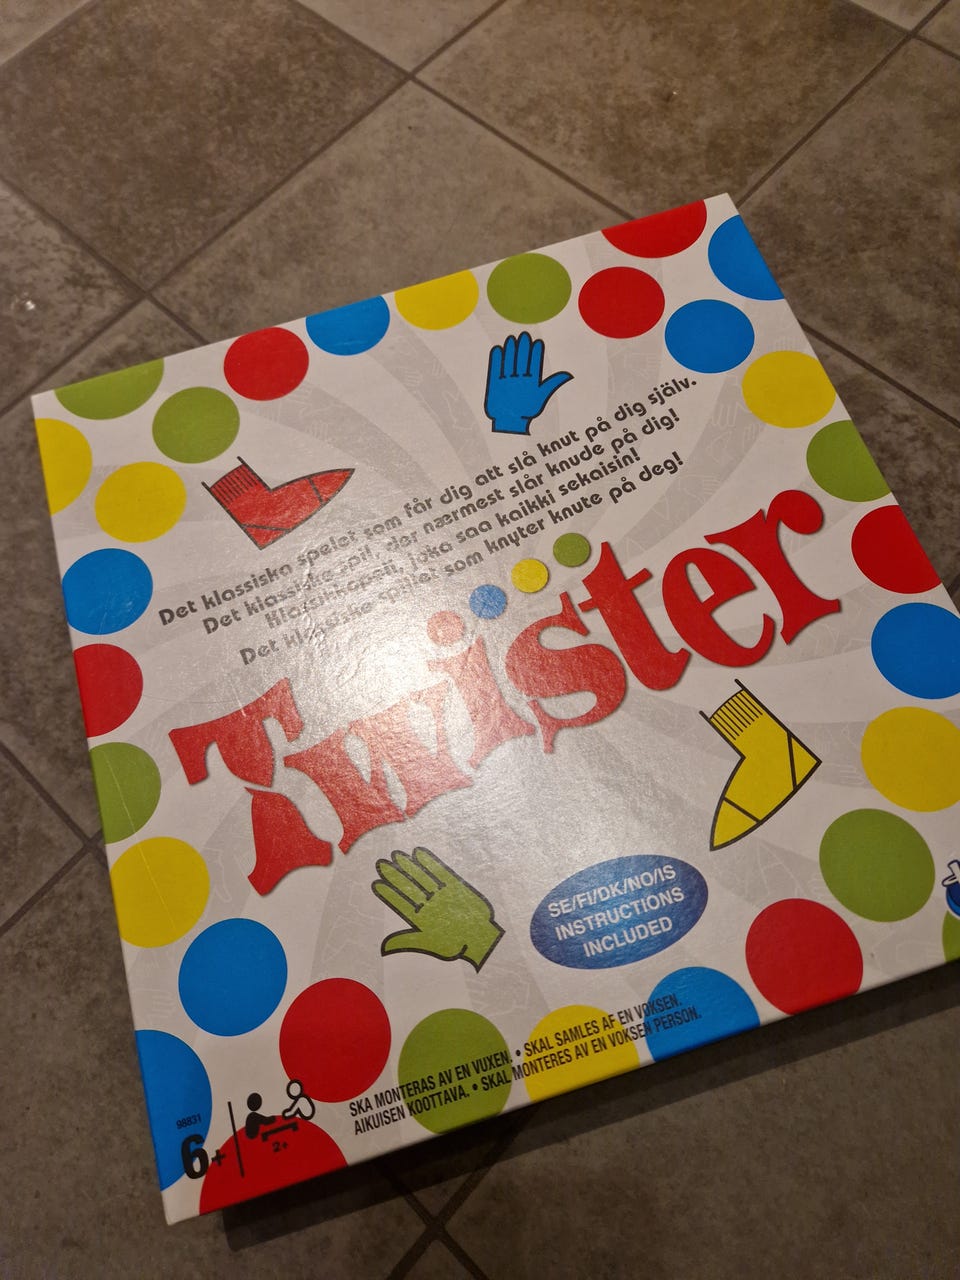 Det klassiska spelet som får dig att slå knut på dig själv.
Det klassiske spil, der nærmest slår knude på dig!
Klassikkopeli, joka saa kaikki sekaisin!
Det klassiske spillet som knyter knute på deg!
Twister
SE/FI/DK/NO/IS
INSTRUCTIONS
INCLUDED
SKA MONTERAS AV EN VUXEN. • SKAL SAMLES AF EN VOKSEN.
AIKUISEN KOOTTAVA. • SKAL MONTERES AV EN VOKSEN PERSON.
98831
6+
2+